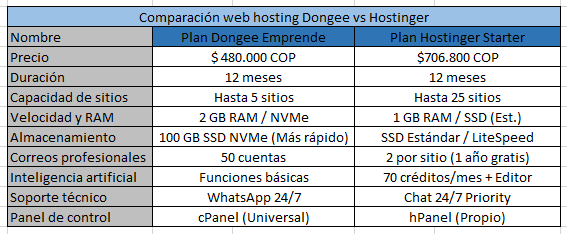 Comparación web hosting Dongee vs Hostinger
Nombre Plan Dongee Emprende Plan Hostinger Starter
Precio $ 480.000 COP $706.800 COP
Duración 12 meses 12 meses
Capacidad de sitios Hasta 5 sitios Hasta 25 sitios
Velocidad y RAM 2 GB RAM / NVMe 1 GB RAM / SSD (Est.)
Almacenamiento 100 GB SSD NVMe (Más rápido) SSD Estándar / LiteSpeed
Correos profesionales 50 cuentas 2 por sitio (1 año gratis)
Inteligencia artificial Funciones básicas 70 créditos/mes + Editor
Soporte técnico WhatsApp 24/7 Chat 24/7 Priority
Panel de control cPanel (Universal) hPanel (Propio)